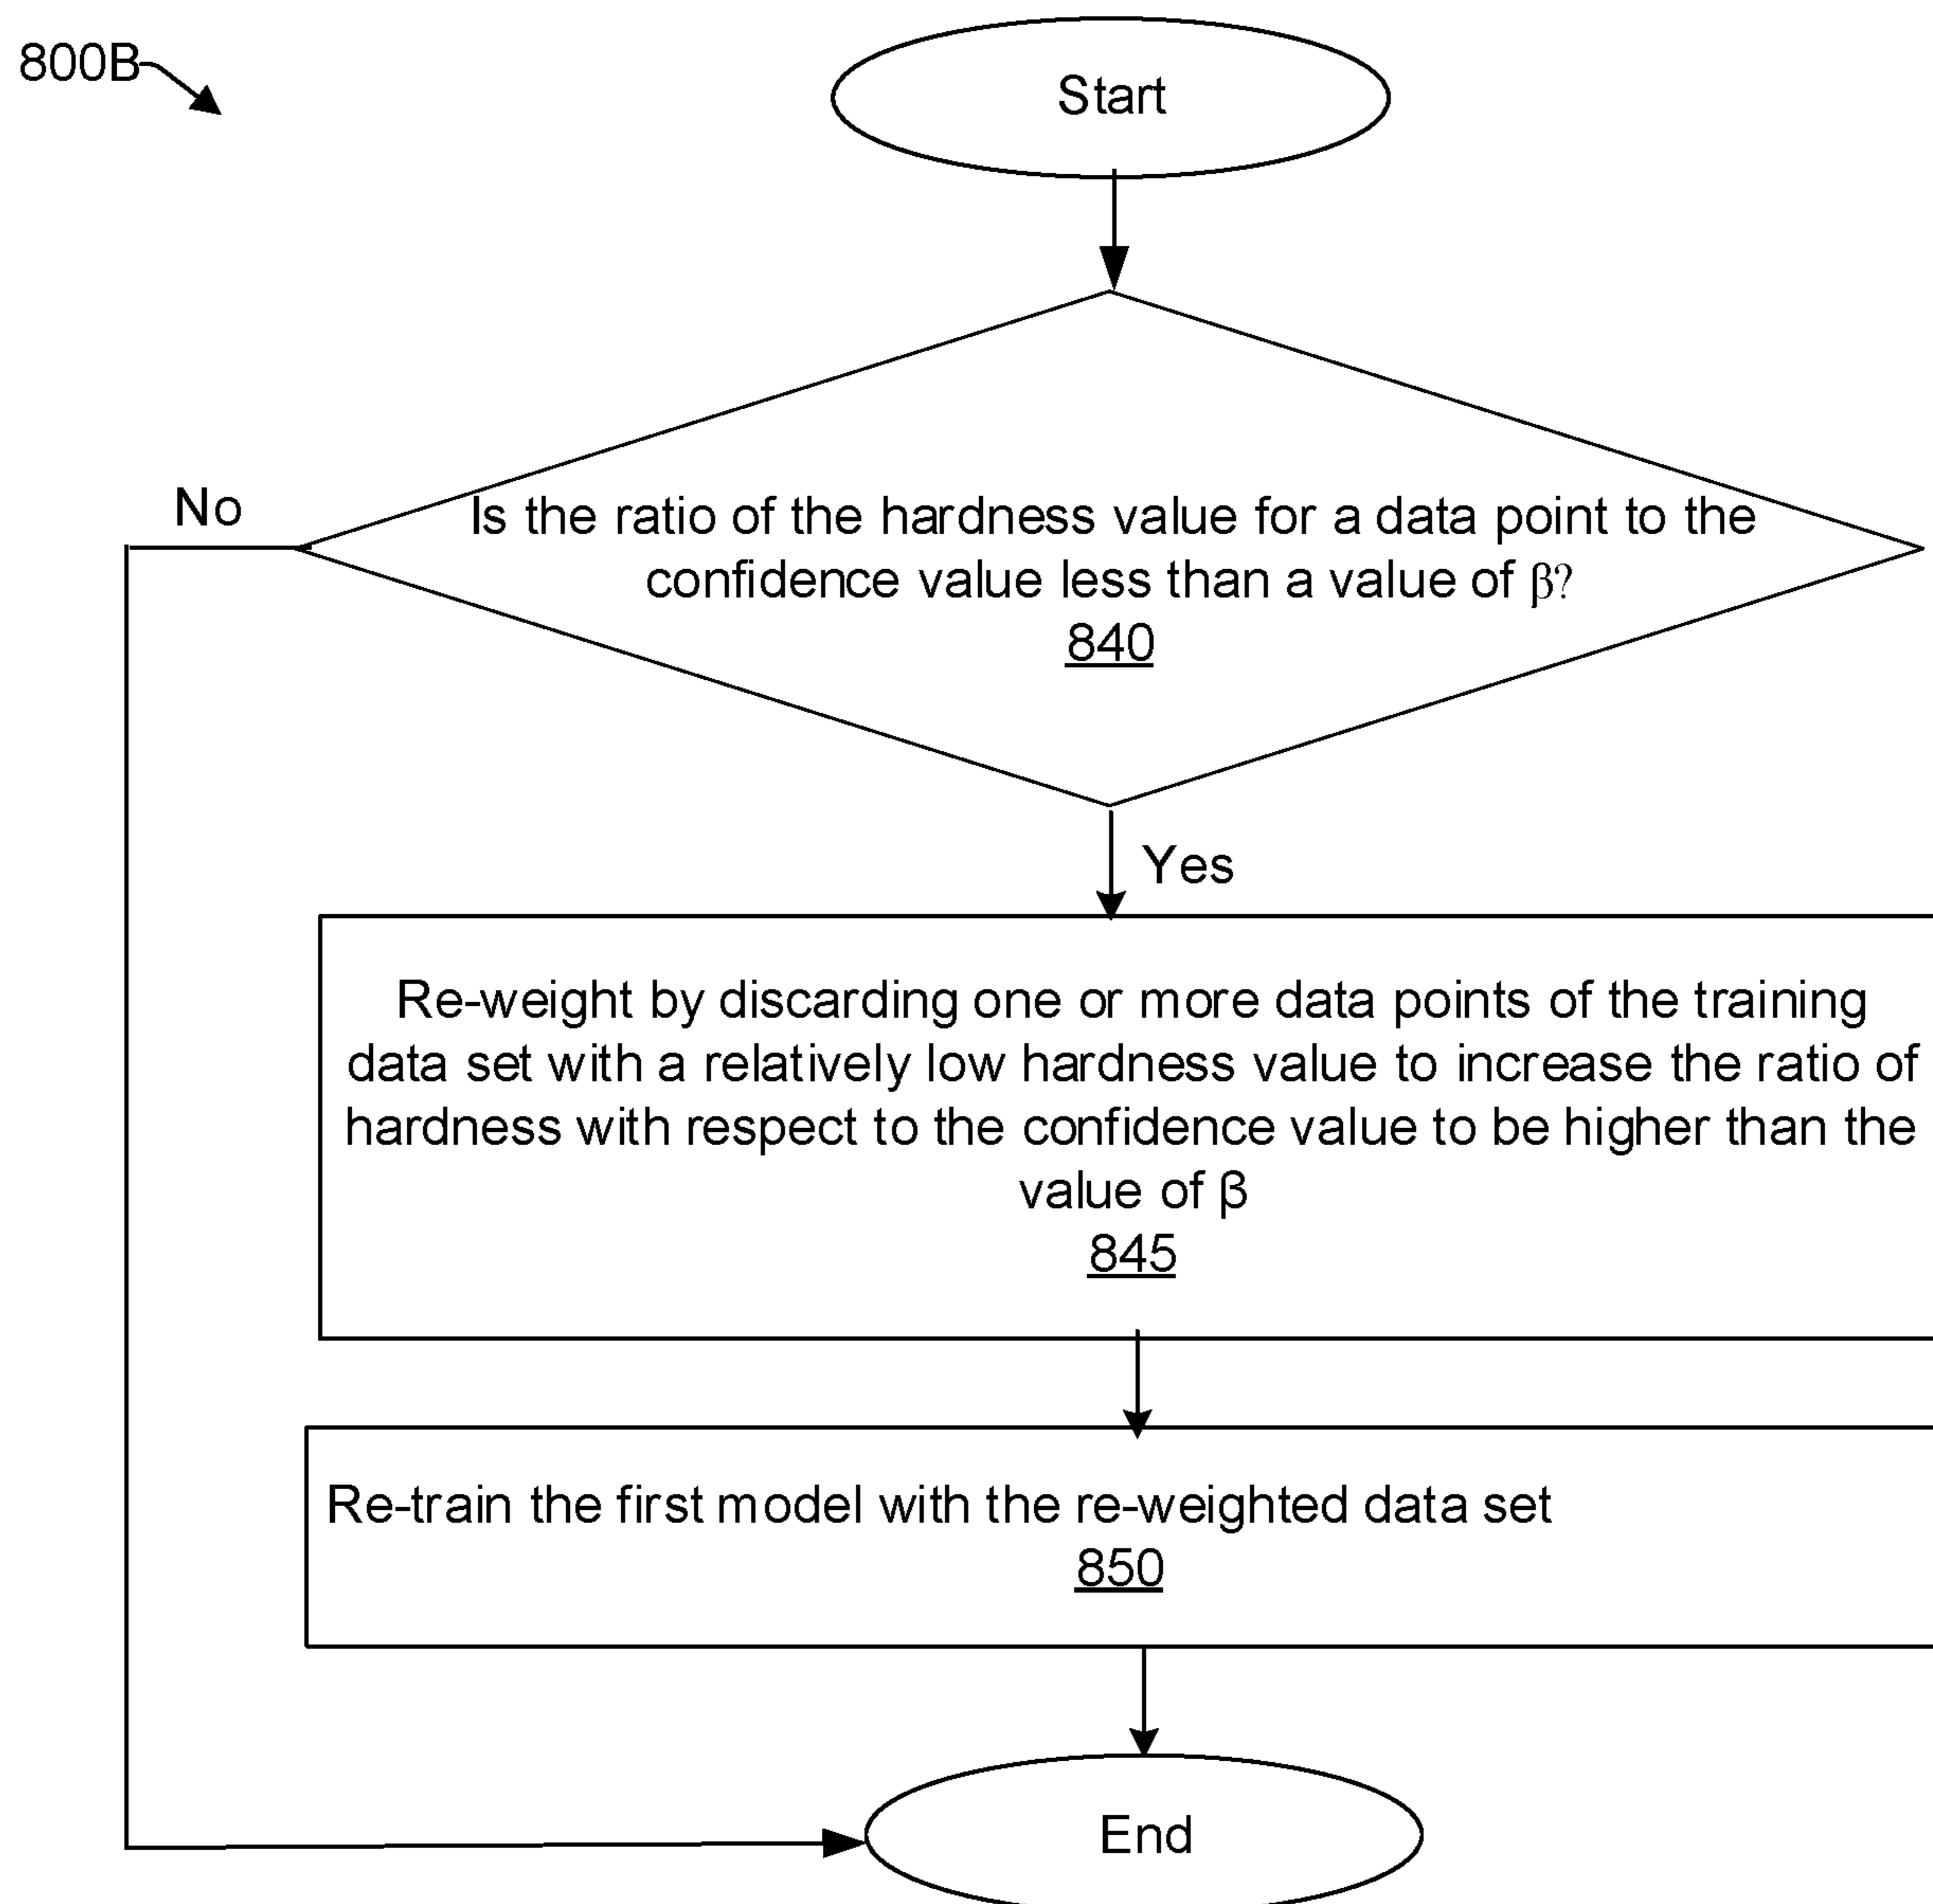 800B
Start
No
Is the ratio of the hardness value for a data point to the
confidence value less than a value of β?
840
Yes
Re-weight by discarding one or more data points of the training
data set with a relatively low hardness value to increase the ratio of
hardness with respect to the confidence value to be higher than the
value of β
845
Re-train the first model with the re-weighted data set
850
End